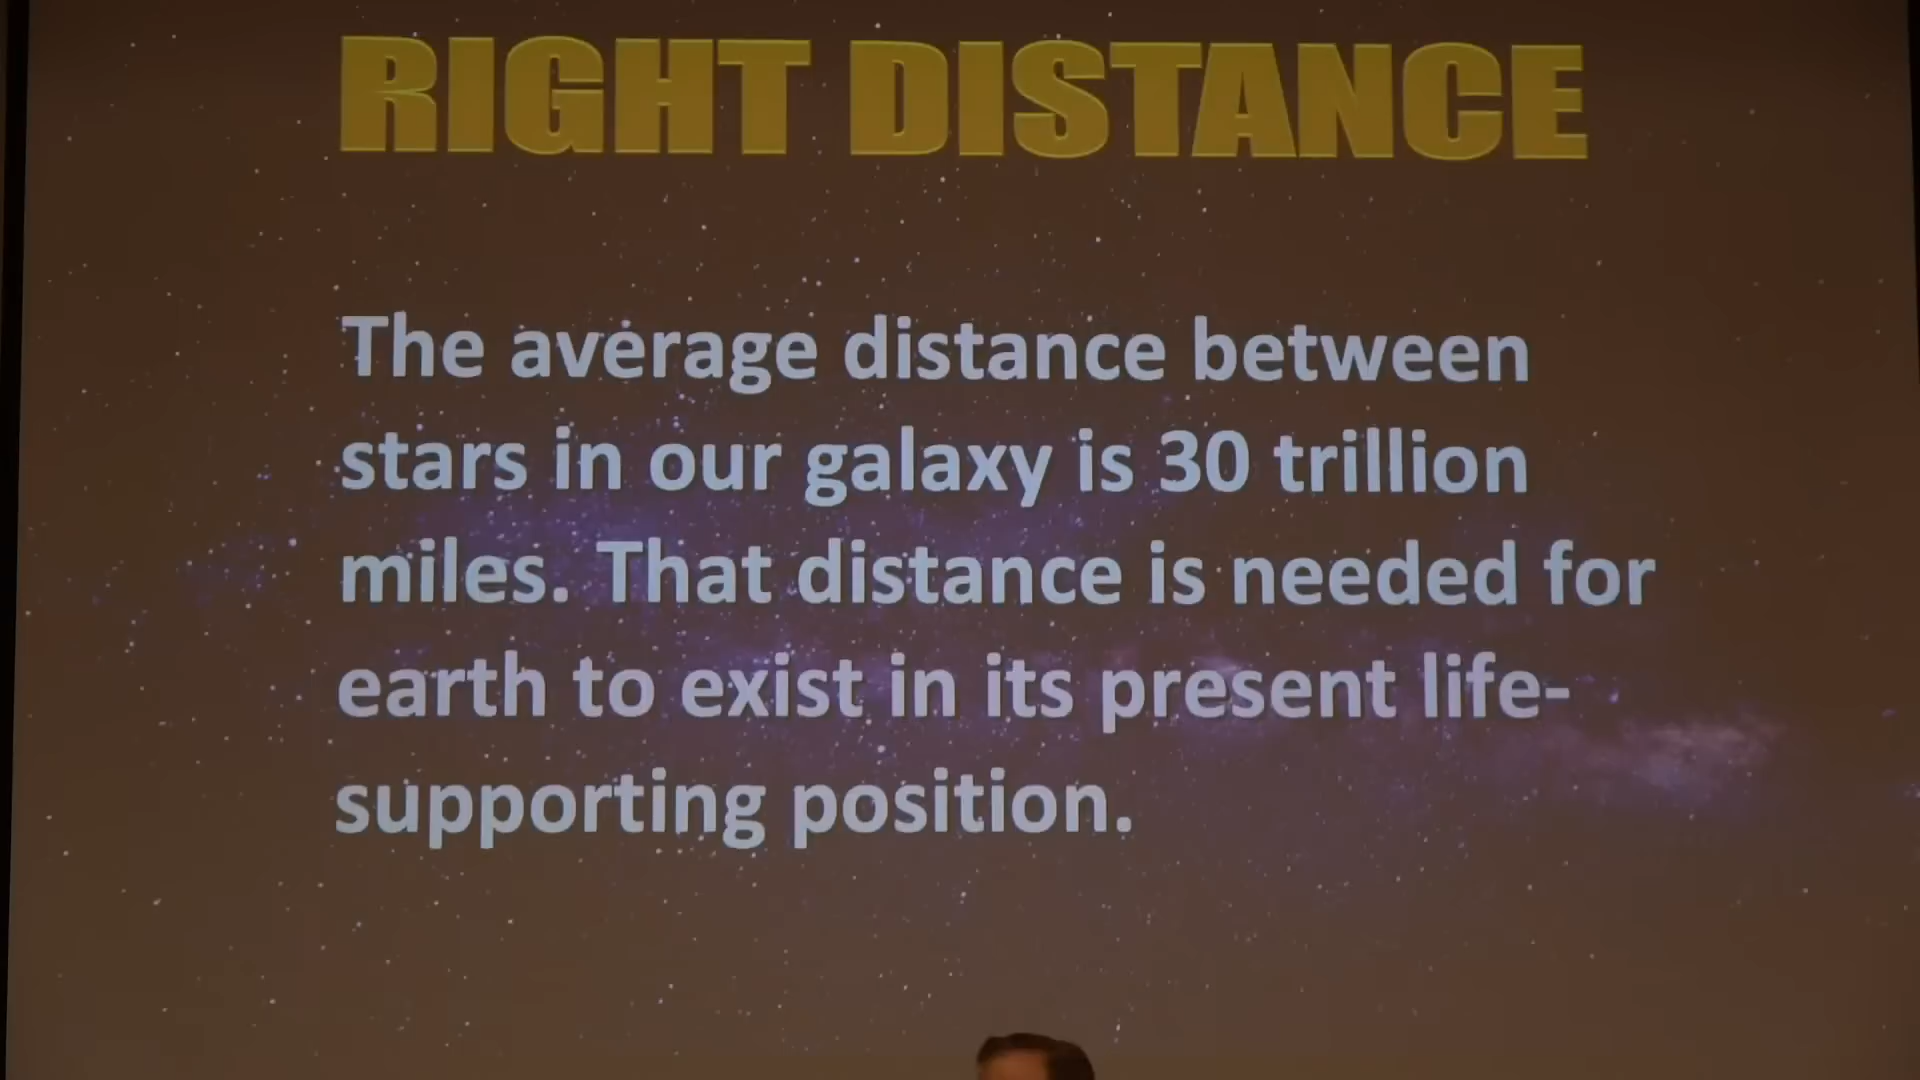 RIGHT DISTANCE
The average distance between
stars in our galaxy is 30 trillion
miles. That distance is needed for
earth to exist in its present life-
supporting position.